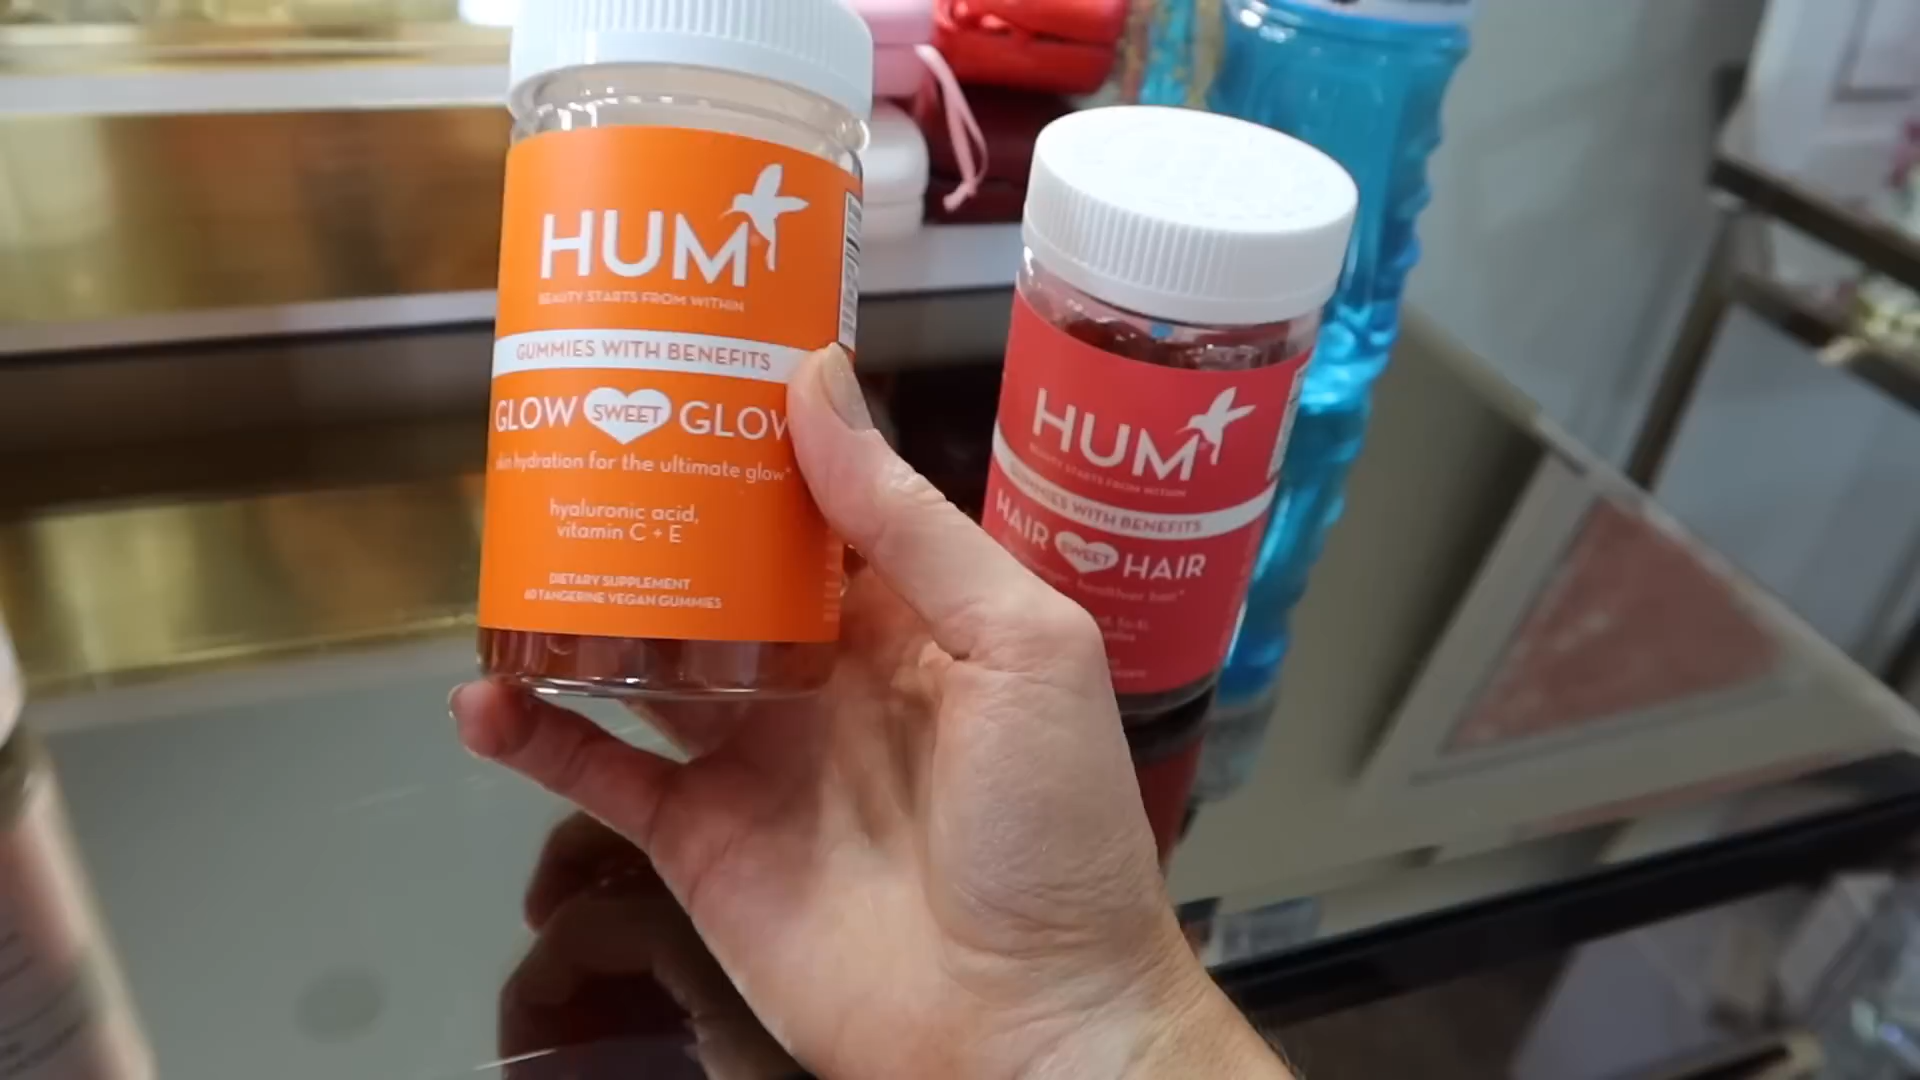 HUM
BEAUTY STARTS FROM WITHIN
GUMMIES WITH BENEFITS
GLOW SWEET GLOW
skin hydration for the ultimate glow*
hyaluronic acid,
vitamin C + E
DIETARY SUPPLEMENT
60 TANGERINE VEGAN GUMMIES
HUM
BEAUTY STARTS FROM WITHIN
GUMMIES WITH BENEFITS
HAIR SWEET HAIR
healthier hair*